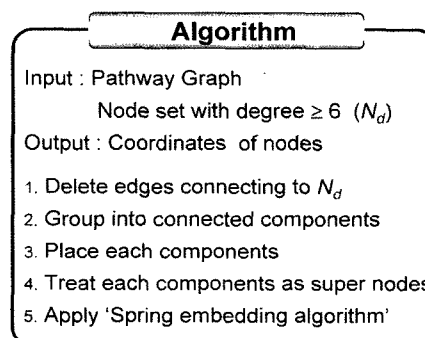 Algorithm
Input : Pathway Graph
Node set with degree ≥ 6 (N_d)
Output : Coordinates of nodes
1. Delete edges connecting to N_d
2. Group into connected components
3. Place each components
4. Treat each components as super nodes
5. Apply ‘Spring embedding algorithm’